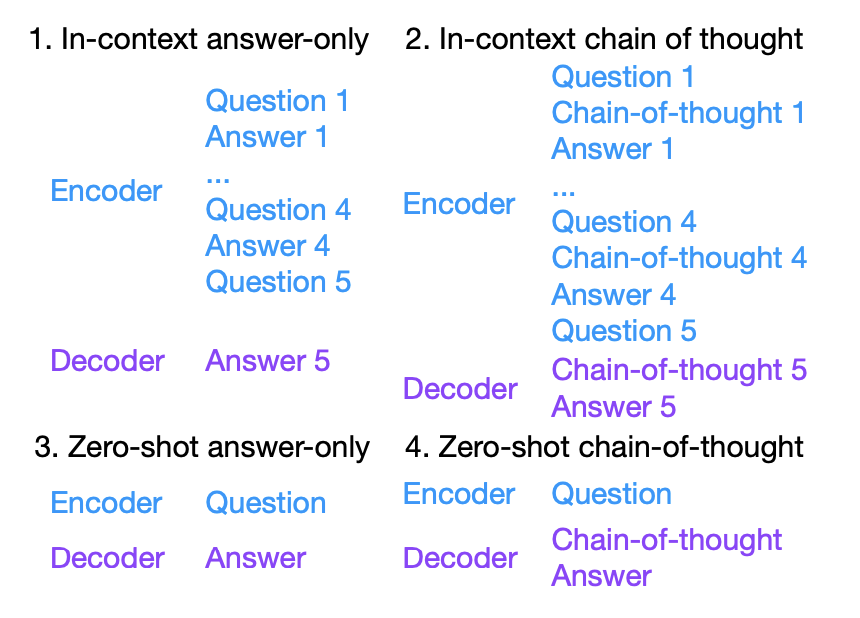 1. In-context answer-only
Question 1
Answer 1
...
Encoder
Question 4
Answer 4
Question 5
Decoder Answer 5
2. In-context chain of thought
Question 1
Chain-of-thought 1
Answer 1
...
Encoder
Question 4
Chain-of-thought 4
Answer 4
Question 5
Chain-of-thought 5
Decoder
Answer 5
3. Zero-shot answer-only
Encoder Question
Decoder Answer
4. Zero-shot chain-of-thought
Encoder Question
Chain-of-thought
Decoder
Answer